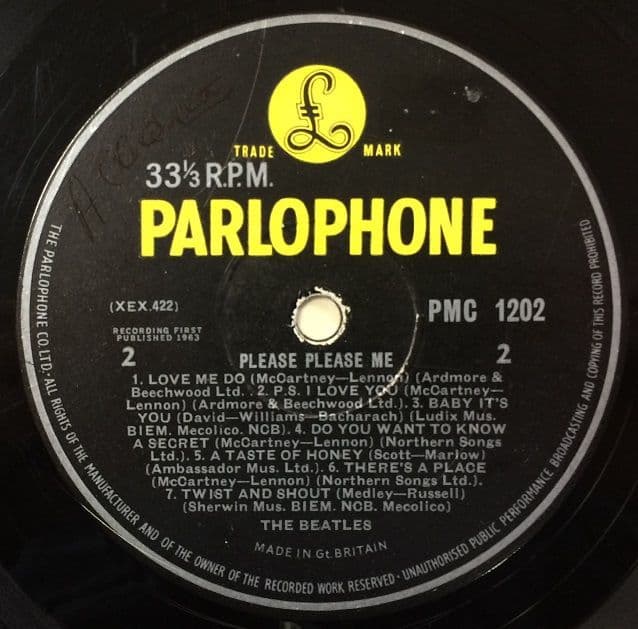 £
TRADE MARK
33⅓ R.P.M.
PARLOPHONE
(XEX.422)
PMC 1202
RECORDING FIRST
PUBLISHED 1963
2 PLEASE PLEASE ME 2
1. LOVE ME DO (McCartney—Lennon) (Ardmore &
Beechwood Ltd.. 2. P.S. I LOVE YOU (McCartney—
Lennon) (Ardmore & Beechwood Ltd.). 3. BABY IT'S
YOU (David—Williams—Bacharach) (Ludix Mus.
BIEM. Mecolico. NCB). 4. DO YOU WANT TO KNOW
A SECRET (McCartney—Lennon) (Northern Songs
Ltd.). 5. A TASTE OF HONEY (Scott—Marlow)
(Ambassador Mus. Ltd.). 6. THERE'S A PLACE
(McCartney—Lennon) (Northern Songs Ltd.).
7. TWIST AND SHOUT (Medley—Russell)
(Sherwin Mus. BIEM. NCB. Mecolico)
THE BEATLES
MADE IN Gt. BRITAIN
THE PARLOPHONE CO. LTD.· ALL RIGHTS OF THE MANUFACTURER AND OF THE OWNER OF THE RECORDED WORK RESERVED · UNAUTHORISED PUBLIC PERFORMANCE BROADCASTING AND COPYING OF THIS RECORD PROHIBITED